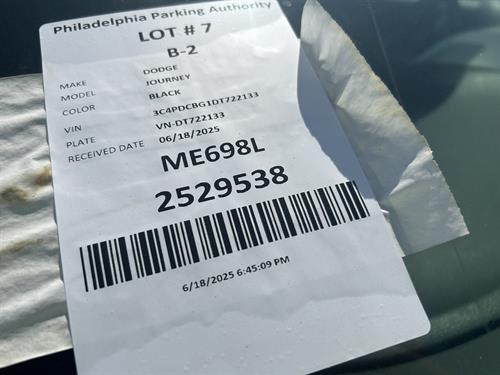 Philadelphia Parking Authority
LOT # 7
B-2
MAKE DODGE
MODEL JOURNEY
COLOR BLACK
VIN 3C4PDCBG1DT722133
PLATE VN-DT722133
RECEIVED DATE 06/18/2025
ME698L
2529538
6/18/2025 6:45:09 PM